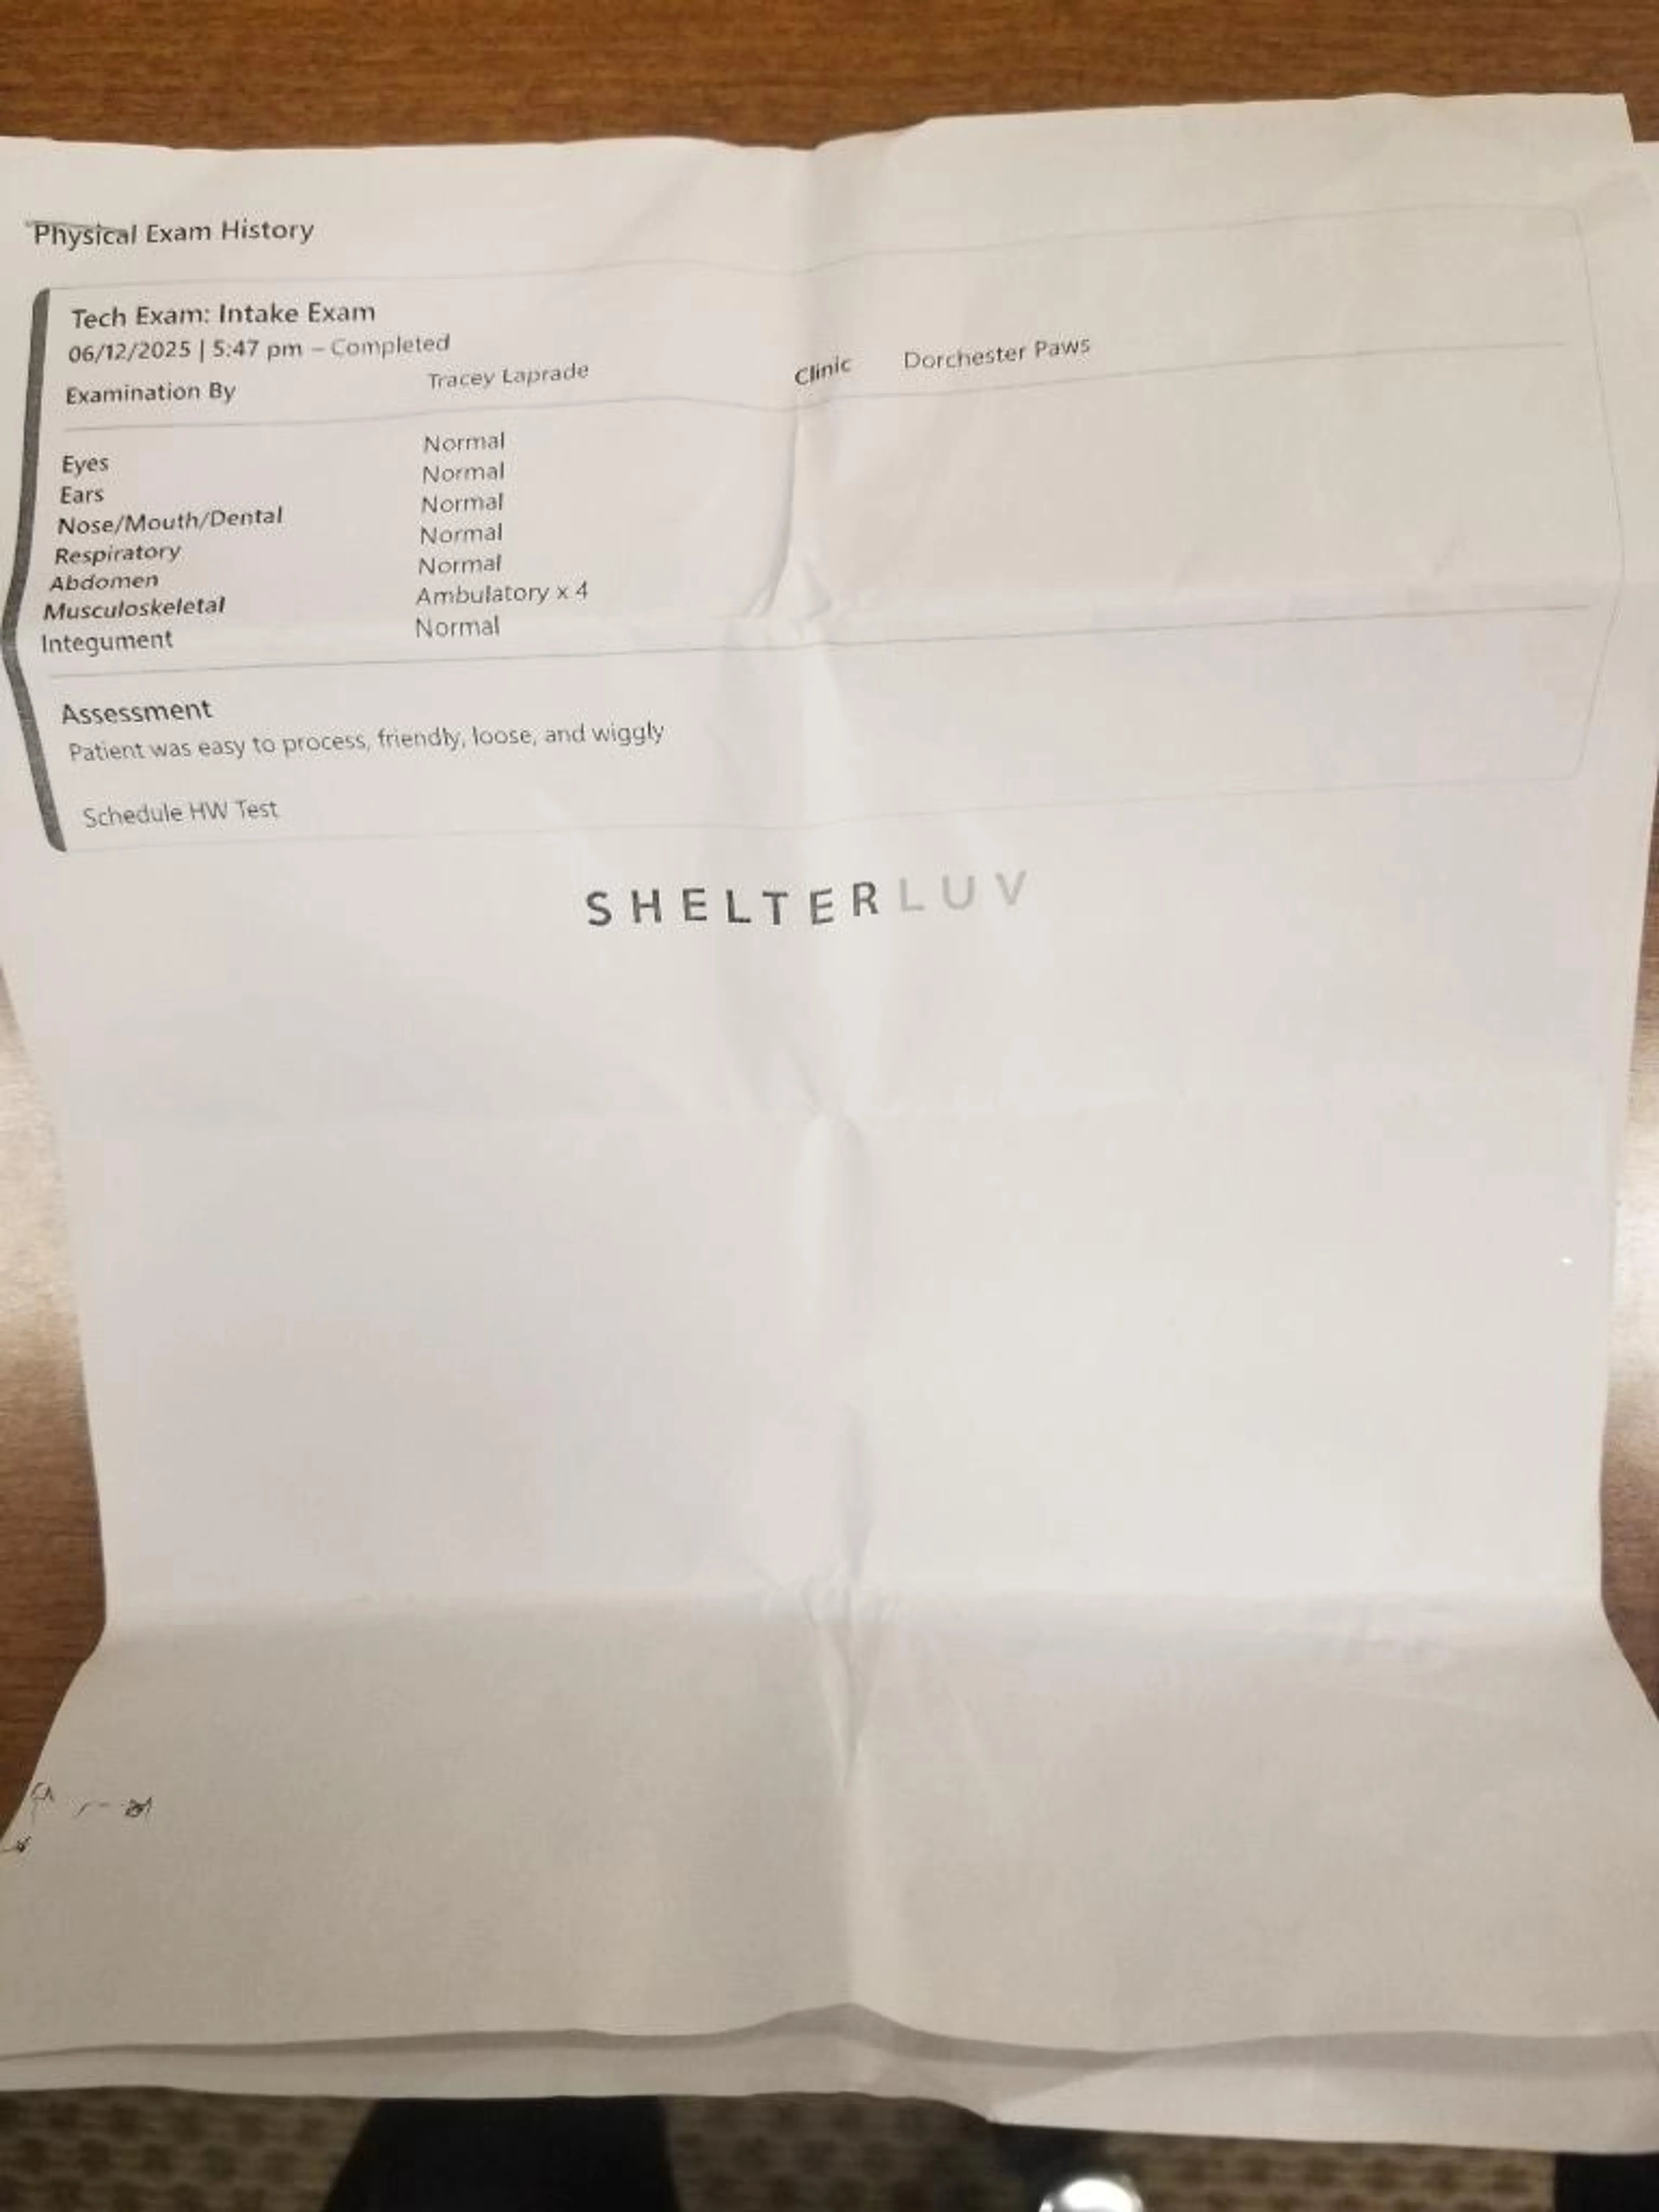 Physical Exam History
Tech Exam: Intake Exam
06/12/2025 | 5:47 pm – Completed
Examination By Tracey Laprade Clinic Dorchester Paws
Eyes Normal
Ears Normal
Nose/Mouth/Dental Normal
Respiratory Normal
Abdomen Normal
Musculoskeletal Ambulatory x 4
Integument Normal
Assessment
Patient was easy to process, friendly, loose, and wiggly
Schedule HW Test
SHELTERLUV